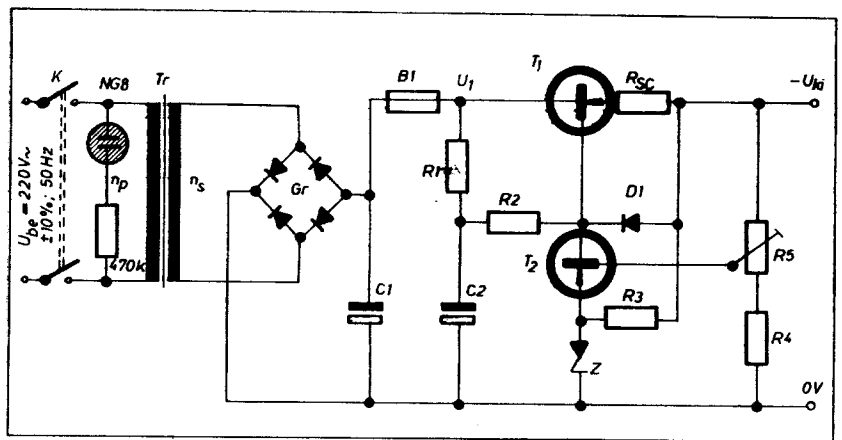 K
NGB
Tr
B1
U1
T1
RSC
-Uki
Ube = 220V~
±10%; 50Hz
np
ns
Gr
R1
R2
D1
R5
470k
T2
C1
C2
R3
R4
Z
0V